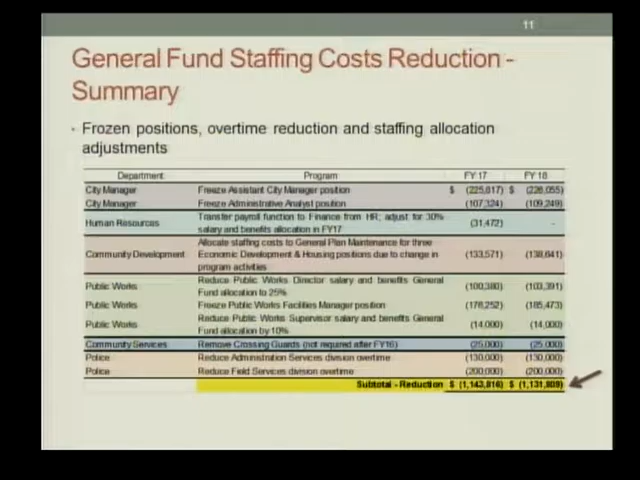 11
General Fund Staffing Costs Reduction -
Summary
• Frozen positions, overtime reduction and staffing allocation
adjustments
Department Program FY 17 FY 18
City Manager Freeze Assistant City Manager position $ (225,817) $ (228,055)
City Manager Freeze Administrative Analyst position (107,324) (109,249)
Human Resources Transfer payroll function to Finance from HR; adjust for 30%
salary and benefits allocation in FY17 (31,472) -
Community Development Allocate staffing costs to General Plan Maintenance for three
Economic Development & Housing positions due to change in
program activities (133,571) (138,641)
Public Works Reduce Public Works Director salary and benefits General
Fund allocation to 25% (100,380) (103,391)
Public Works Freeze Public Works Facilities Manager position (176,252) (185,473)
Public Works Reduce Public Works Supervisor salary and benefits General
Fund allocation by 10% (14,000) (14,000)
Community Services Remove Crossing Guards (not required after FY16) (25,000) (25,000)
Police Reduce Administration Services division overtime (130,000) (130,000)
Police Reduce Field Services division overtime (200,000) (200,000)
Subtotal - Reduction $ (1,143,816) $ (1,131,809)